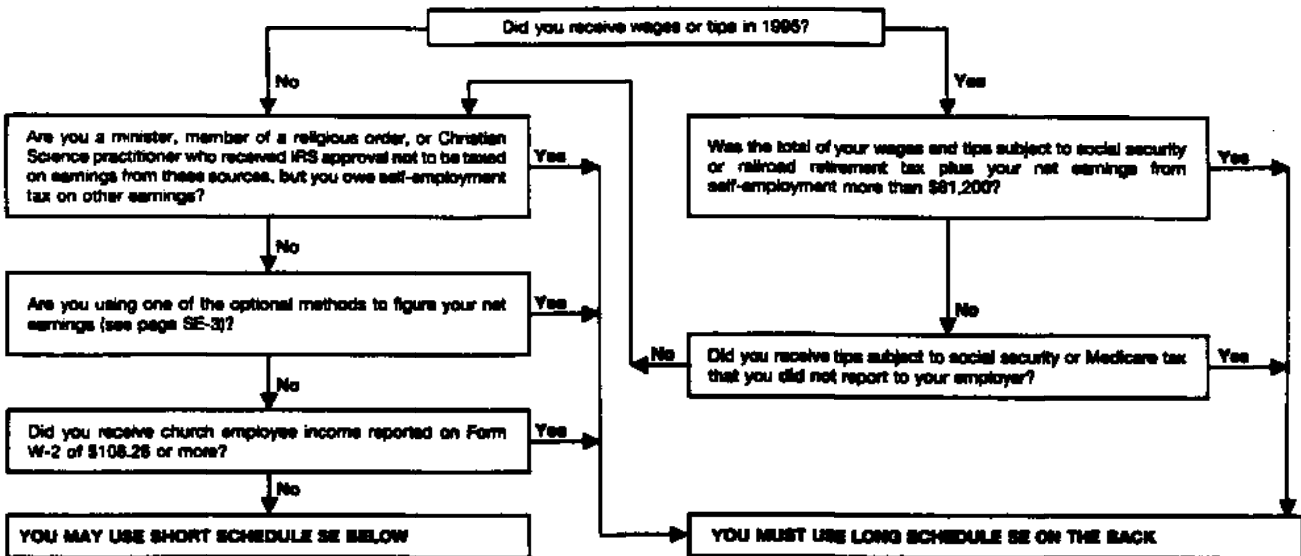 Did you receive wages or tips in 1995?
No
Yes
Are you a minister, member of a religious order, or Christian
Science practitioner who received IRS approval not to be taxed
on earnings from these sources, but you owe self-employment
tax on other earnings?
Yes
Was the total of your wages and tips subject to social security
or railroad retirement tax plus your net earnings from
self-employment more than $61,200?
Yes
No
Are you using one of the optional methods to figure your net
earnings (see page SE-3)?
Yes
No
No
Did you receive tips subject to social security or Medicare tax
that you did not report to your employer?
Yes
No
Did you receive church employee income reported on Form
W-2 of $108.28 or more?
Yes
No
YOU MAY USE SHORT SCHEDULE SE BELOW
YOU MUST USE LONG SCHEDULE SE ON THE BACK